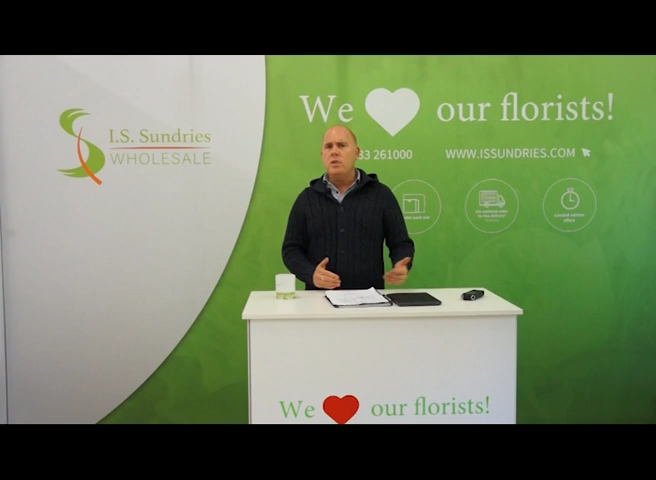 I.S. Sundries
WHOLESALE
We our florists!
33 261000 WWW.ISSUNDRIES.COM
We our florists!